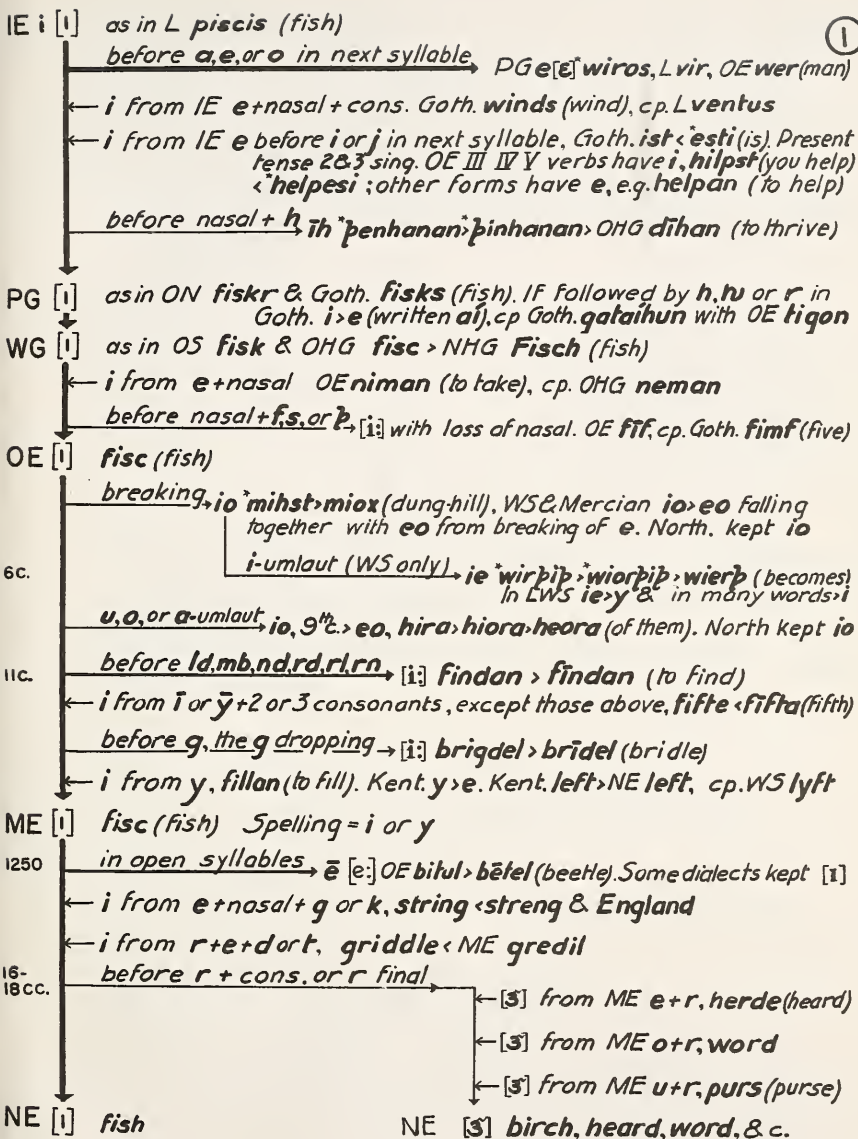 ①
IE i [ɪ] as in L piscis (fish)
before a, e, or o in next syllable → PG e [ɛ] *wiros, L vir, OE wer (man)
← i from IE e + nasal + cons. Goth. winds (wind), cp. L ventus
← i from IE e before i or j in next syllable, Goth. ist < *esti (is). Present
tense 2&3 sing. OE III IV V verbs have i, hilpst (you help)
< *helpesi ; other forms have e, e.g. helpan (to help)
before nasal + h → īh *þenhanan > *þinhanan > OHG dīhan (to thrive)
PG [ɪ] as in ON fiskr & Goth. fisks (fish). IF followed by h, ƕ or r in
Goth. i > e (written aí), cp Goth. gataíhun with OE tigon
WG [ɪ] as in OS fisk & OHG fisc > NHG Fisch (fish)
← i from e + nasal OE niman (to take), cp. OHG neman
before nasal + f, s, or þ → [i:] with loss of nasal. OE fīf, cp. Goth. fimf (five)
OE [ɪ] fisc (fish)
breaking → io *mihst > miox (dung-hill), WS & Mercian io > eo falling
together with eo from breaking of e. North. kept io
6c. i-umlaut (WS only) → ie *wirþiþ > *wiorþiþ > wierþ (becomes)
In LWS ie > y & in many words > i
u, o, or a-umlaut → io, 9th c. > eo, hira > hiora > heora (of them). North kept io
11c. before ld, mb, nd, rd, rl, rn → [i:] findan > fīndan (to find)
← i from ī or ȳ + 2 or 3 consonants, except those above, fifte < fīfta (fifth)
before g, the g dropping → [i:] brigdel > brīdel (bridle)
← i from y, fillan (to fill). Kent. y > e. Kent. left > NE left, cp. WS lyft
ME [ɪ] fisc (fish) Spelling = i or y
1250 in open syllables → ē [e:] OE bitul > bētel (beetle). Some dialects kept [ɪ]
← i from e + nasal + g or k, string < streng & England
← i from r + e + d or t, griddle < ME gredil
16-18cc. before r + cons. or r final
← [ɝ] from ME e + r, herde (heard)
← [ɝ] from ME o + r, word
← [ɝ] from ME u + r, purs (purse)
NE [ɪ] fish NE [ɝ] birch, heard, word, & c.